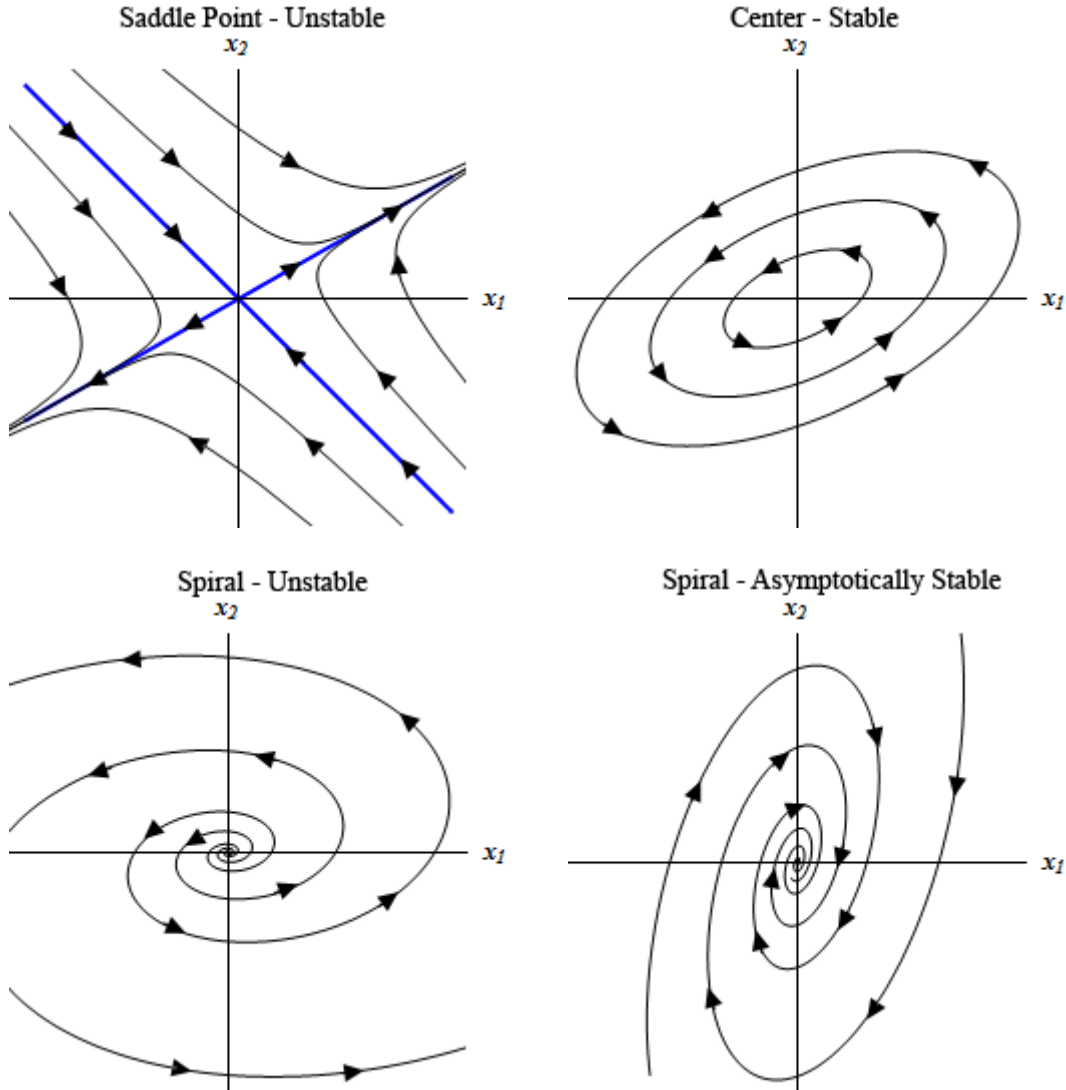 Saddle Point - Unstable
x2
x1
Center - Stable
x2
x1
Spiral - Unstable
x2
x1
Spiral - Asymptotically Stable
x2
x1